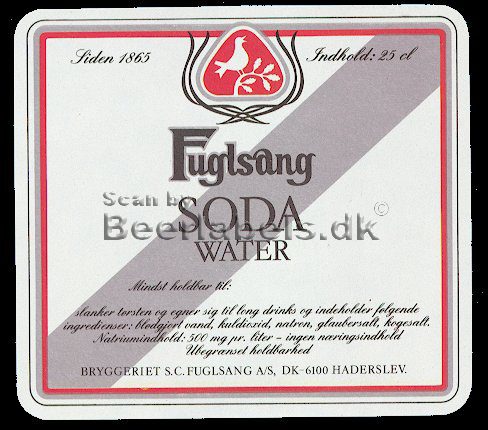 Siden 1865
Indhold: 25 cl
Fuglsang
Scan by
SODA
Beerlabels.dk
©
WATER
Mindst holdbar til:
slanker tørsten og egner sig til long drinks og indeholder følgende
ingredienser: blødgjort vand, kuldioxid, natron, glaubersalt, kogesalt.
Natriumindhold: 500 mg pr. liter - ingen næringsindhold
Ubegrænset holdbarhed
BRYGGERIET S.C. FUGLSANG A/S, DK-6100 HADERSLEV.